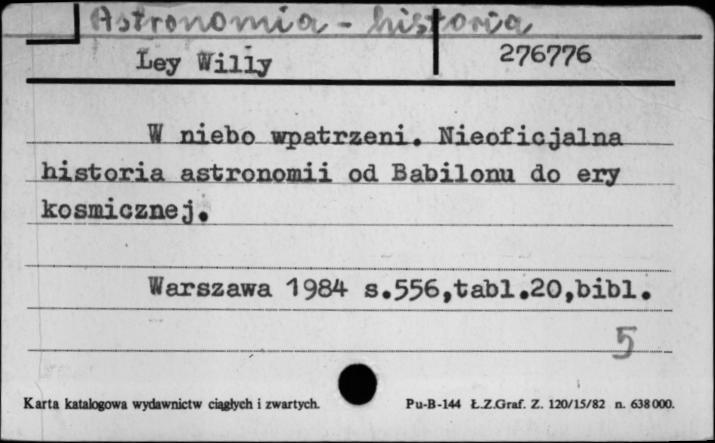 Astronomia - historia
Ley Willy 276776
W niebo wpatrzeni. Nieoficjalna
historia astronomii od Babilonu do ery
kosmicznej.
Warszawa 1984 s.556,tabl.20,bibl.
5
Karta katalogowa wydawnictw ciągłych i zwartych. Pu-B-144 Ł.Z.Graf. Z. 120/15/82 n. 638 000.